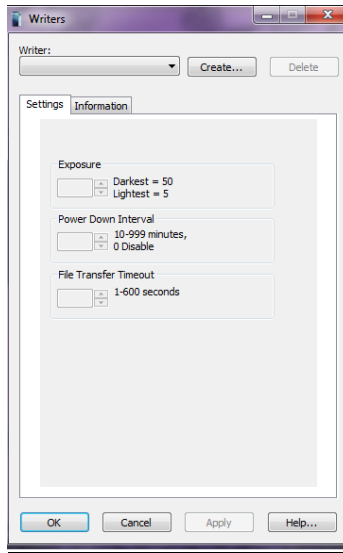 Writers
Writer:
Create...
Delete
Settings
Information
Exposure
Darkest = 50
Lightest = 5
Power Down Interval
10-999 minutes,
0 Disable
File Transfer Timeout
1-600 seconds
OK
Cancel
Apply
Help...